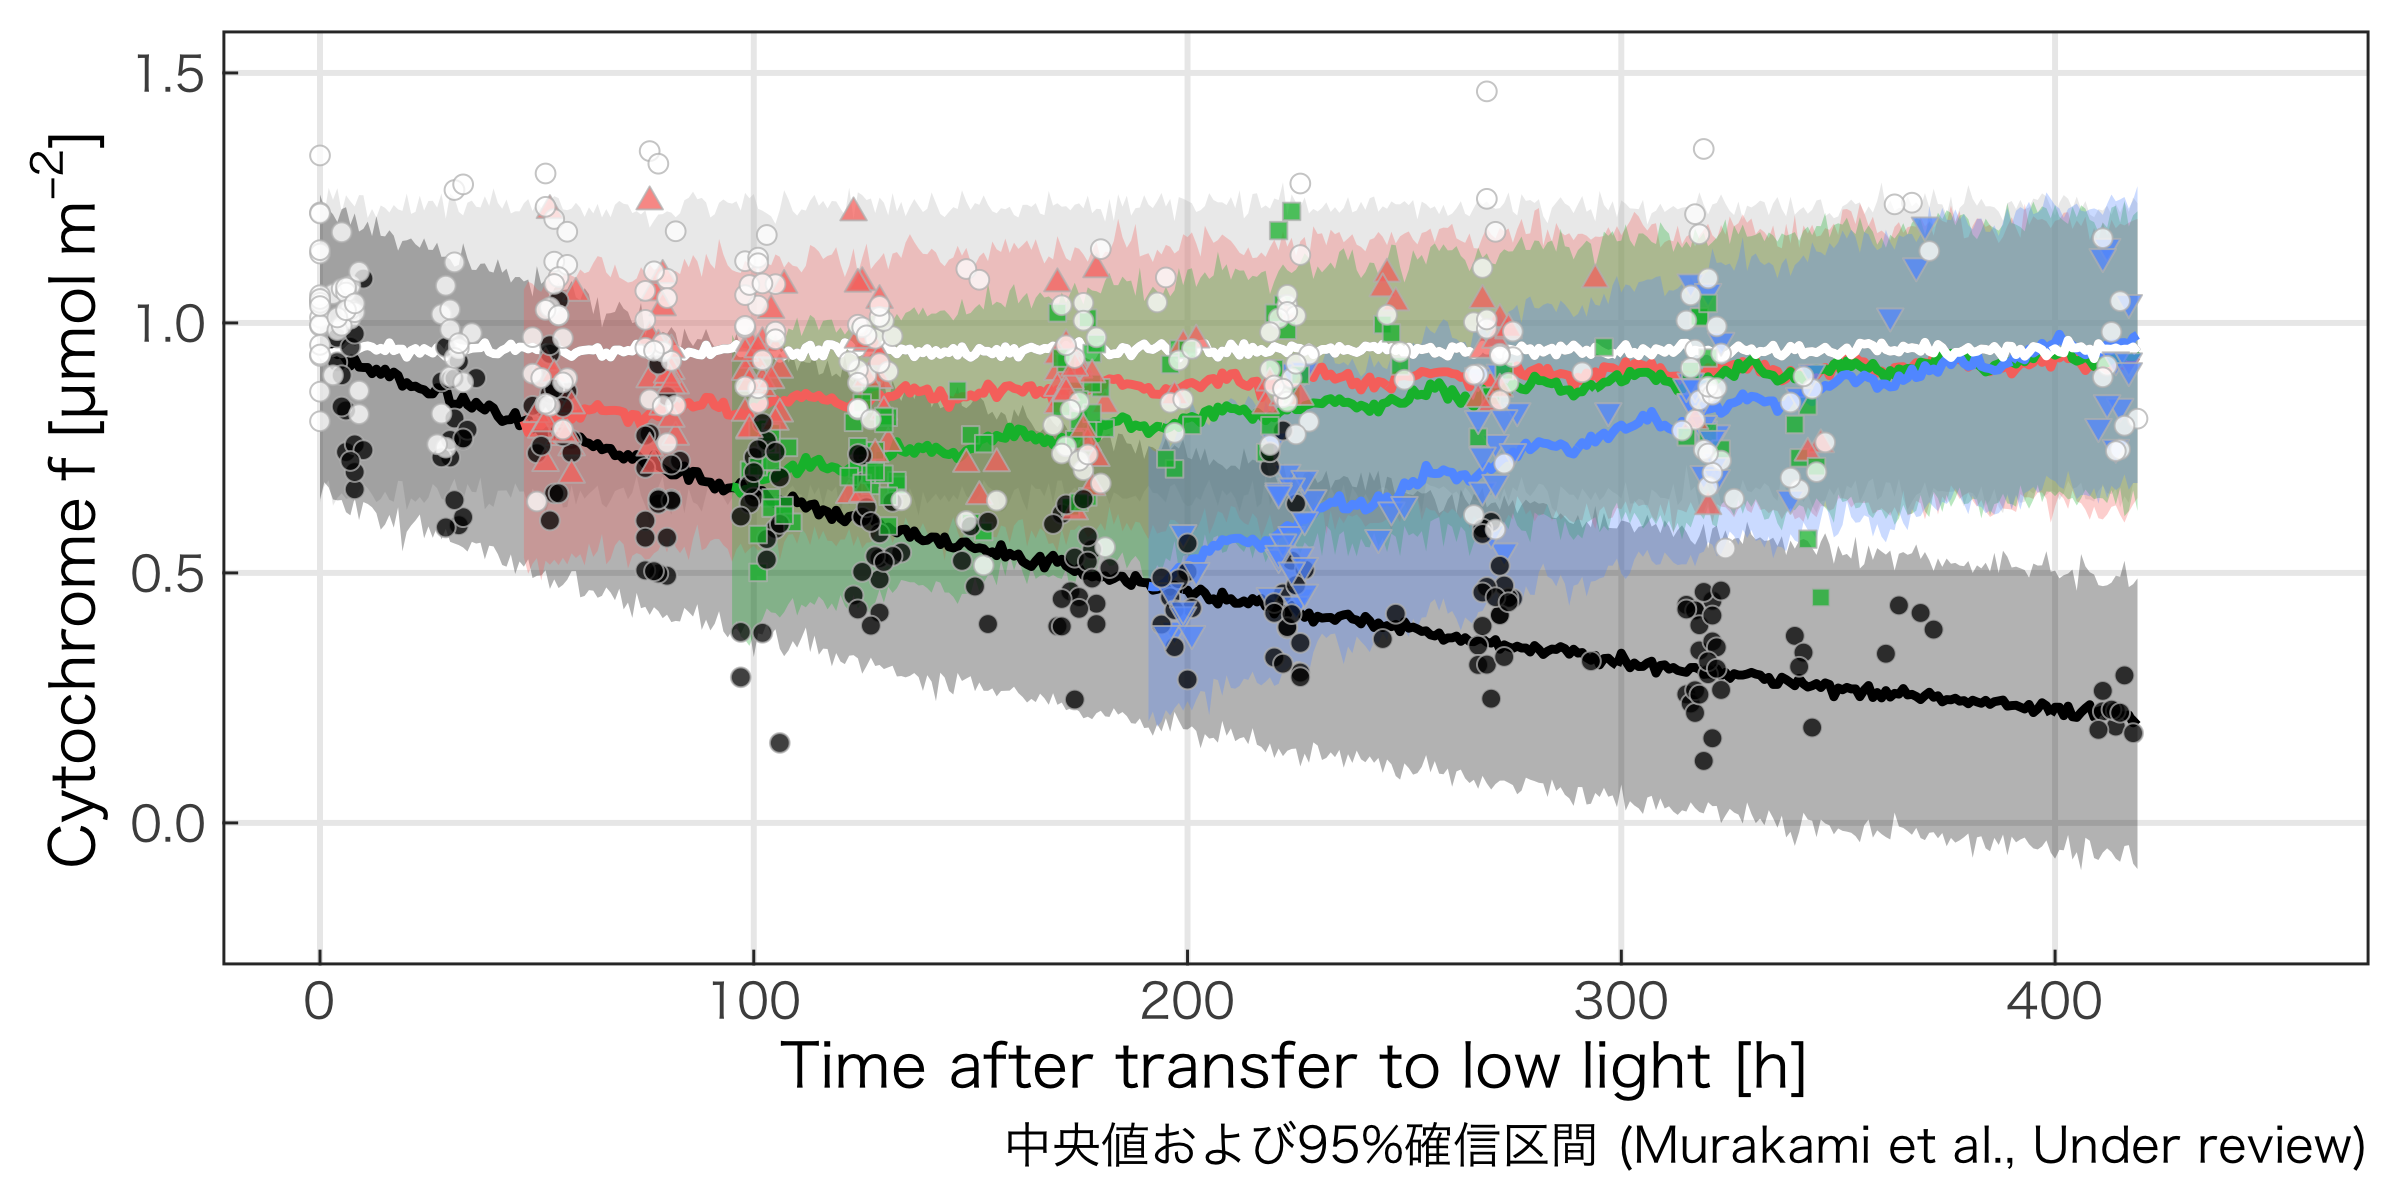 Cytochrome f [µmol m⁻²]
1.5
1.0
0.5
0.0
0 100 200 300 400
Time after transfer to low light [h]
中央値および95%確信区間 (Murakami et al., Under review)